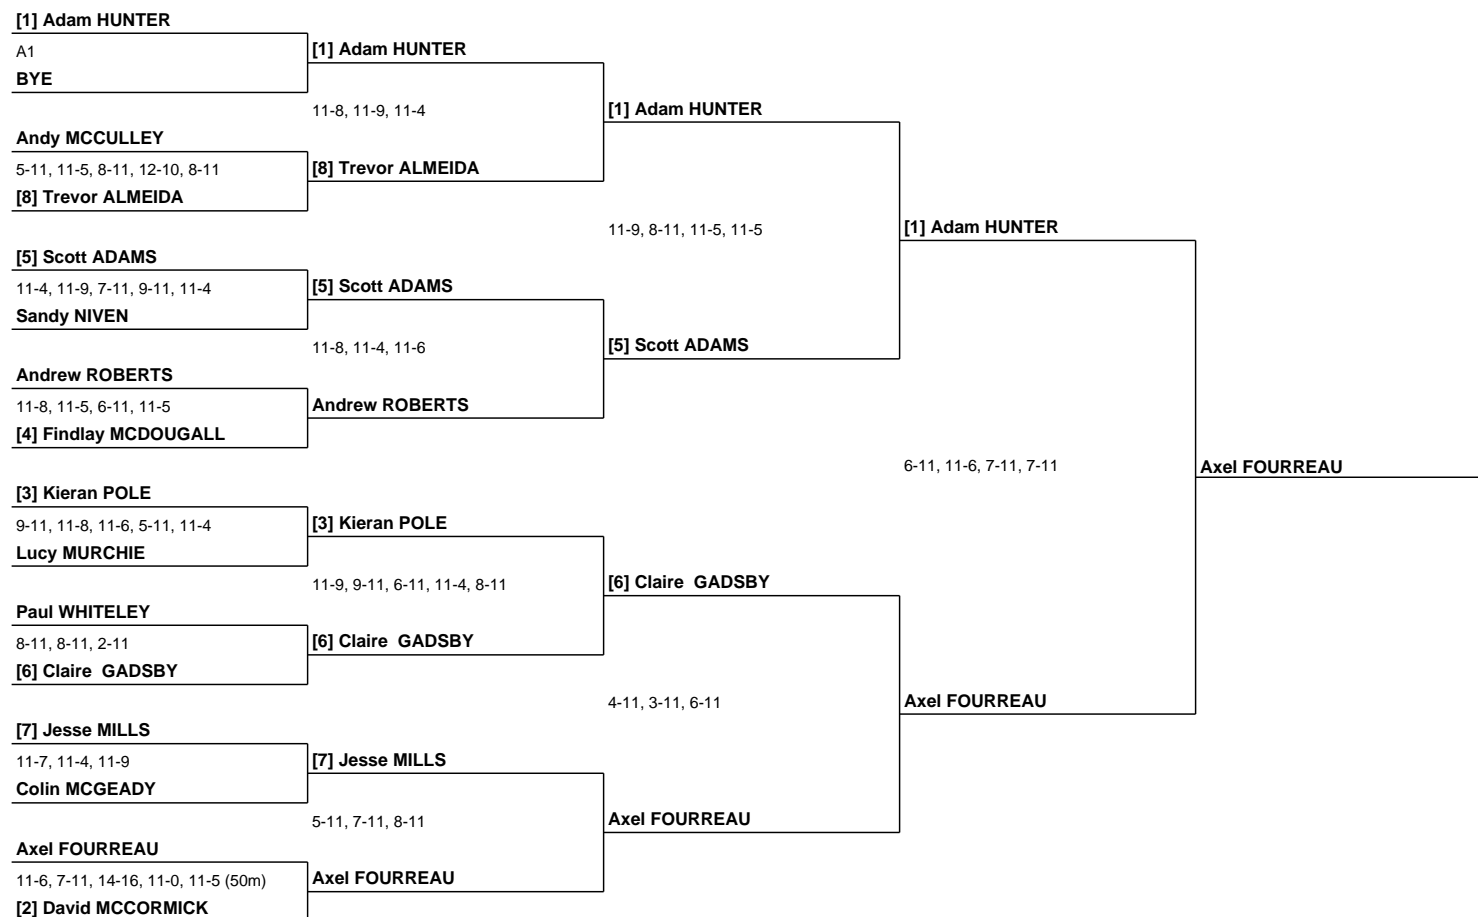 [1] Adam HUNTER
A1
BYE
Andy MCCULLEY
5-11, 11-5, 8-11, 12-10, 8-11
[8] Trevor ALMEIDA
[5] Scott ADAMS
11-4, 11-9, 7-11, 9-11, 11-4
Sandy NIVEN
Andrew ROBERTS
11-8, 11-5, 6-11, 11-5
[4] Findlay MCDOUGALL
[3] Kieran POLE
9-11, 11-8, 11-6, 5-11, 11-4
Lucy MURCHIE
Paul WHITELEY
8-11, 8-11, 2-11
[6] Claire  GADSBY
[7] Jesse MILLS
11-7, 11-4, 11-9
Colin MCGEADY
Axel FOURREAU
11-6, 7-11, 14-16, 11-0, 11-5 (50m)
[2] David MCCORMICK
[1] Adam HUNTER
11-8, 11-9, 11-4
[8] Trevor ALMEIDA
[5] Scott ADAMS
11-8, 11-4, 11-6
Andrew ROBERTS
[3] Kieran POLE
11-9, 9-11, 6-11, 11-4, 8-11
[6] Claire  GADSBY
[7] Jesse MILLS
5-11, 7-11, 8-11
Axel FOURREAU
[1] Adam HUNTER
11-9, 8-11, 11-5, 11-5
[5] Scott ADAMS
[6] Claire  GADSBY
4-11, 3-11, 6-11
Axel FOURREAU
[1] Adam HUNTER
6-11, 11-6, 7-11, 7-11
Axel FOURREAU
Axel FOURREAU